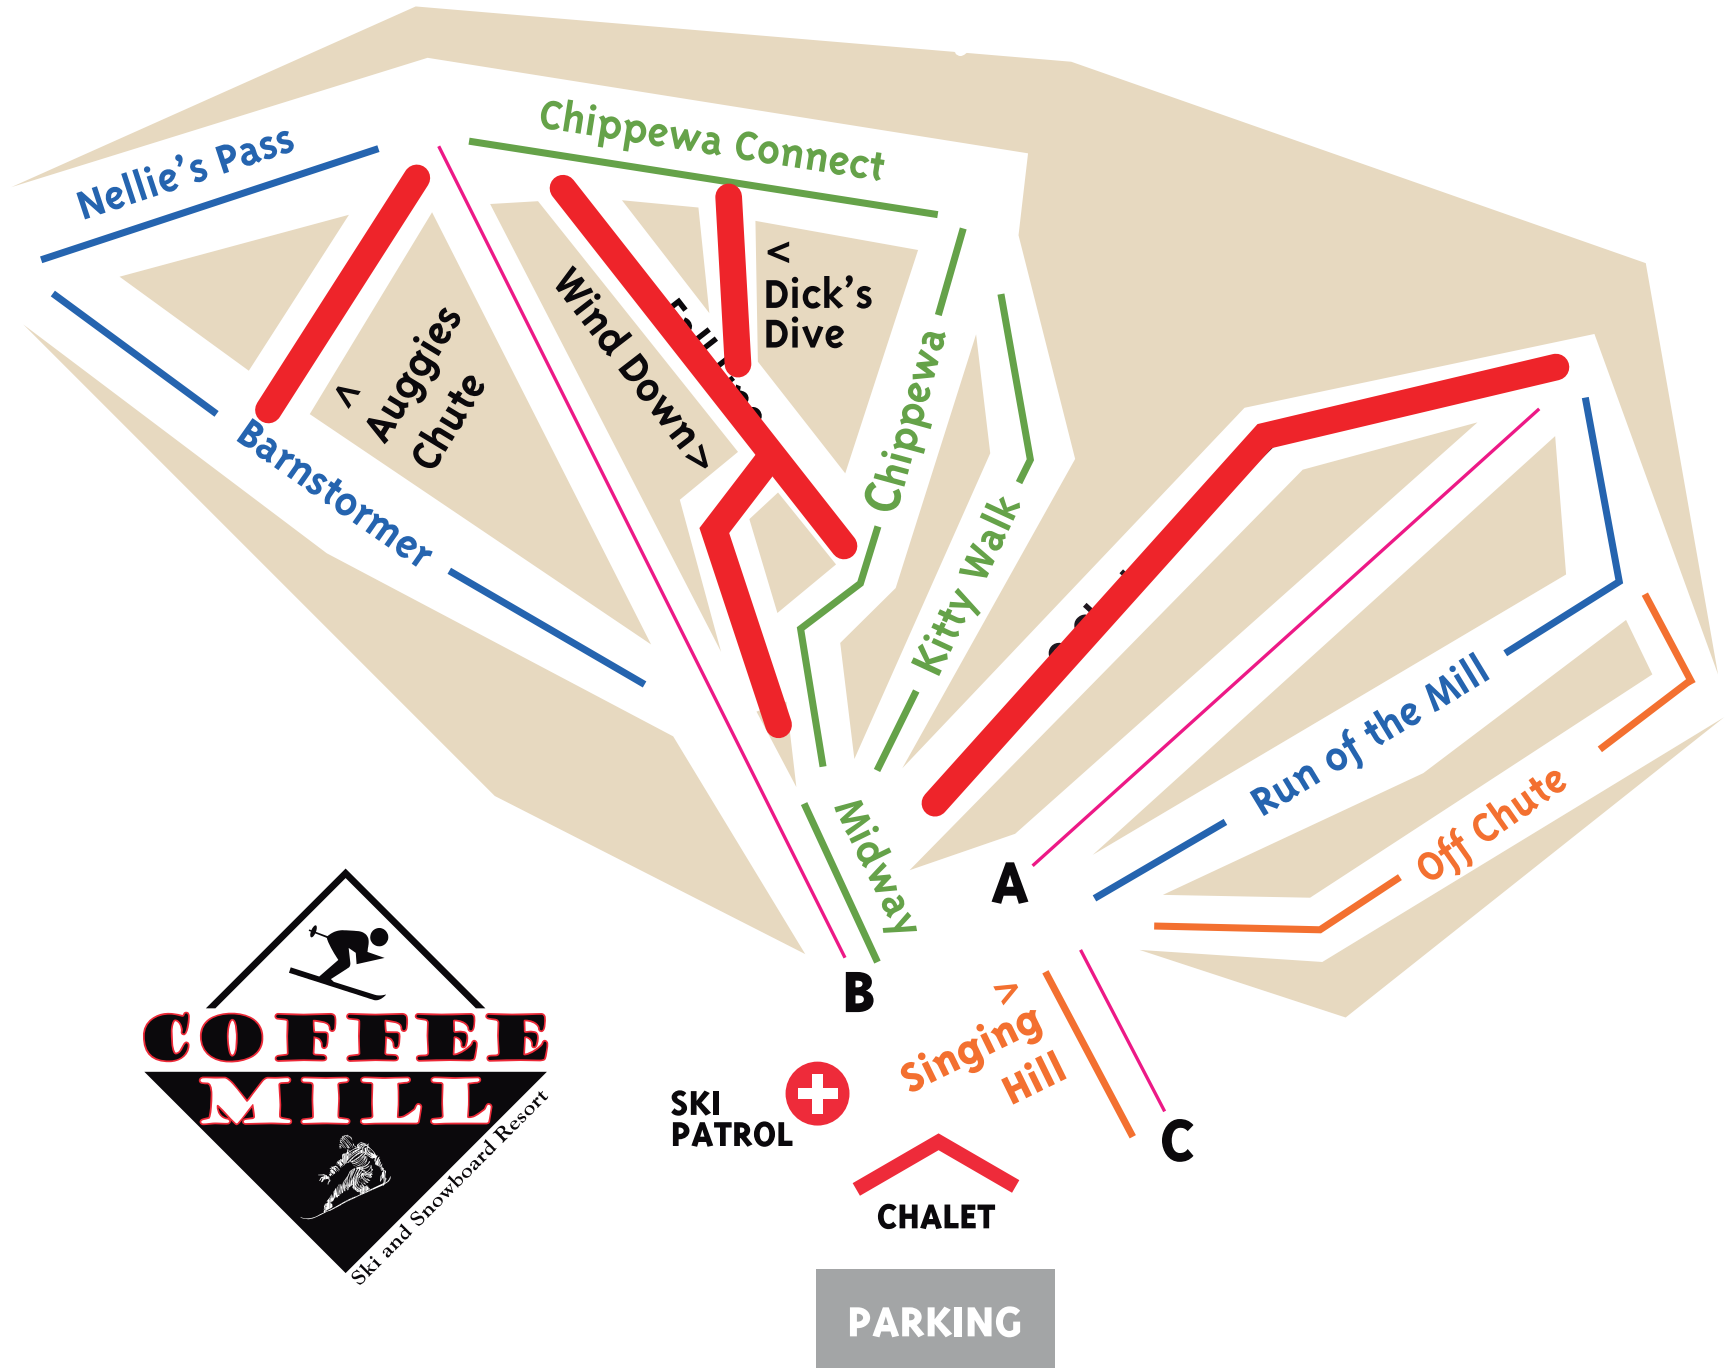 Nellie's Pass
Chippewa Connect
<
Dick's
Dive
Wind Down>
<
Auggies
Chute
Barnstormer
Chippewa
Kitty Walk
Midway
Run of the Mill
Off Chute
A
B
>
Singing
Hill
C
SKI
PATROL
CHALET
PARKING
COFFEE
MILL
Ski and Snowboard Resort